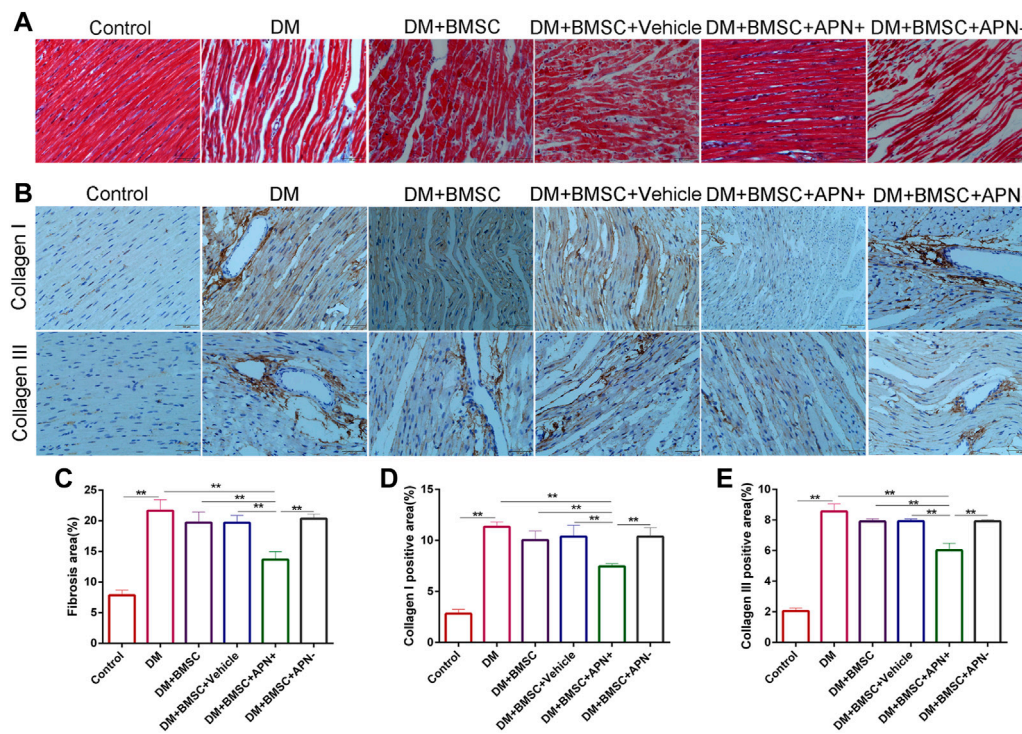 A
Control DM DM+BMSC DM+BMSC+Vehicle DM+BMSC+APN+ DM+BMSC+APN-
B
Control DM DM+BMSC DM+BMSC+Vehicle DM+BMSC+APN+ DM+BMSC+APN
Collagen I
Collagen III
C
Fibrosis area(%)
25
20
15
10
5
0
**
**
**
**
**
Control
DM
DM+BMSC
DM+BMSC+Vehicle
DM+BMSC+APN+
DM+BMSC+APN-
D
Collagen I positive area(%)
15
10
5
0
**
**
**
**
**
Control
DM
DM+BMSC
DM+BMSC+Vehicle
DM+BMSC+APN+
DM+BMSC+APN-
E
Collagen III positive area(%)
10
8
6
4
2
0
**
**
**
**
**
Control
DM
DM+BMSC
DM+BMSC+Vehicle
DM+BMSC+APN+
DM+BMSC+APN-